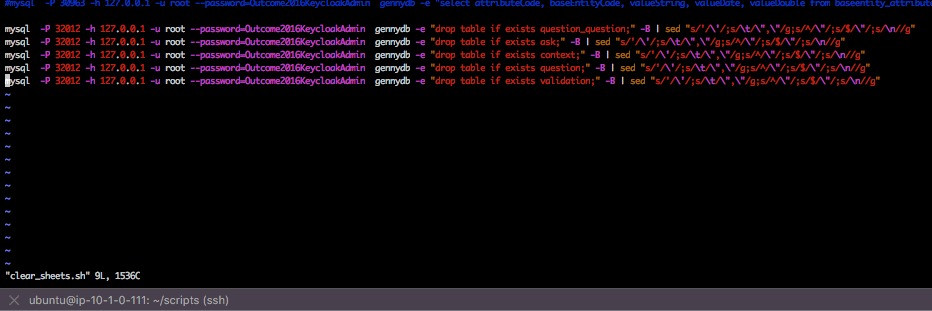 #mysql -P 30963 -h 127.0.0.1 -u root --password=Outcome2016KeycloakAdmin gennydb -e "select attributeCode, baseEntityCode, valueString, valueDate, valueDouble from baseentity_attribute
mysql -P 32012 -h 127.0.0.1 -u root --password=Outcome2016KeycloakAdmin gennydb -e "drop table if exists question_question;" -B | sed "s/'/\'/;s/\t/\",\"/g;s/^/\"/;s/$/\"/;s/\n//g"
mysql -P 32012 -h 127.0.0.1 -u root --password=Outcome2016KeycloakAdmin gennydb -e "drop table if exists ask;" -B | sed "s/'/\'/;s/\t/\",\"/g;s/^/\"/;s/$/\"/;s/\n//g"
mysql -P 32012 -h 127.0.0.1 -u root --password=Outcome2016KeycloakAdmin gennydb -e "drop table if exists context;" -B | sed "s/'/\'/;s/\t/\",\"/g;s/^/\"/;s/$/\"/;s/\n//g"
mysql -P 32012 -h 127.0.0.1 -u root --password=Outcome2016KeycloakAdmin gennydb -e "drop table if exists question;" -B | sed "s/'/\'/;s/\t/\",\"/g;s/^/\"/;s/$/\"/;s/\n//g"
mysql -P 32012 -h 127.0.0.1 -u root --password=Outcome2016KeycloakAdmin gennydb -e "drop table if exists validation;" -B | sed "s/'/\'/;s/\t/\",\"/g;s/^/\"/;s/$/\"/;s/\n//g"
~
~
~
~
~
~
~
~
~
~
~
~
~
~
"clear_sheets.sh" 9L, 1536C
ubuntu@ip-10-1-0-111: ~/scripts (ssh)